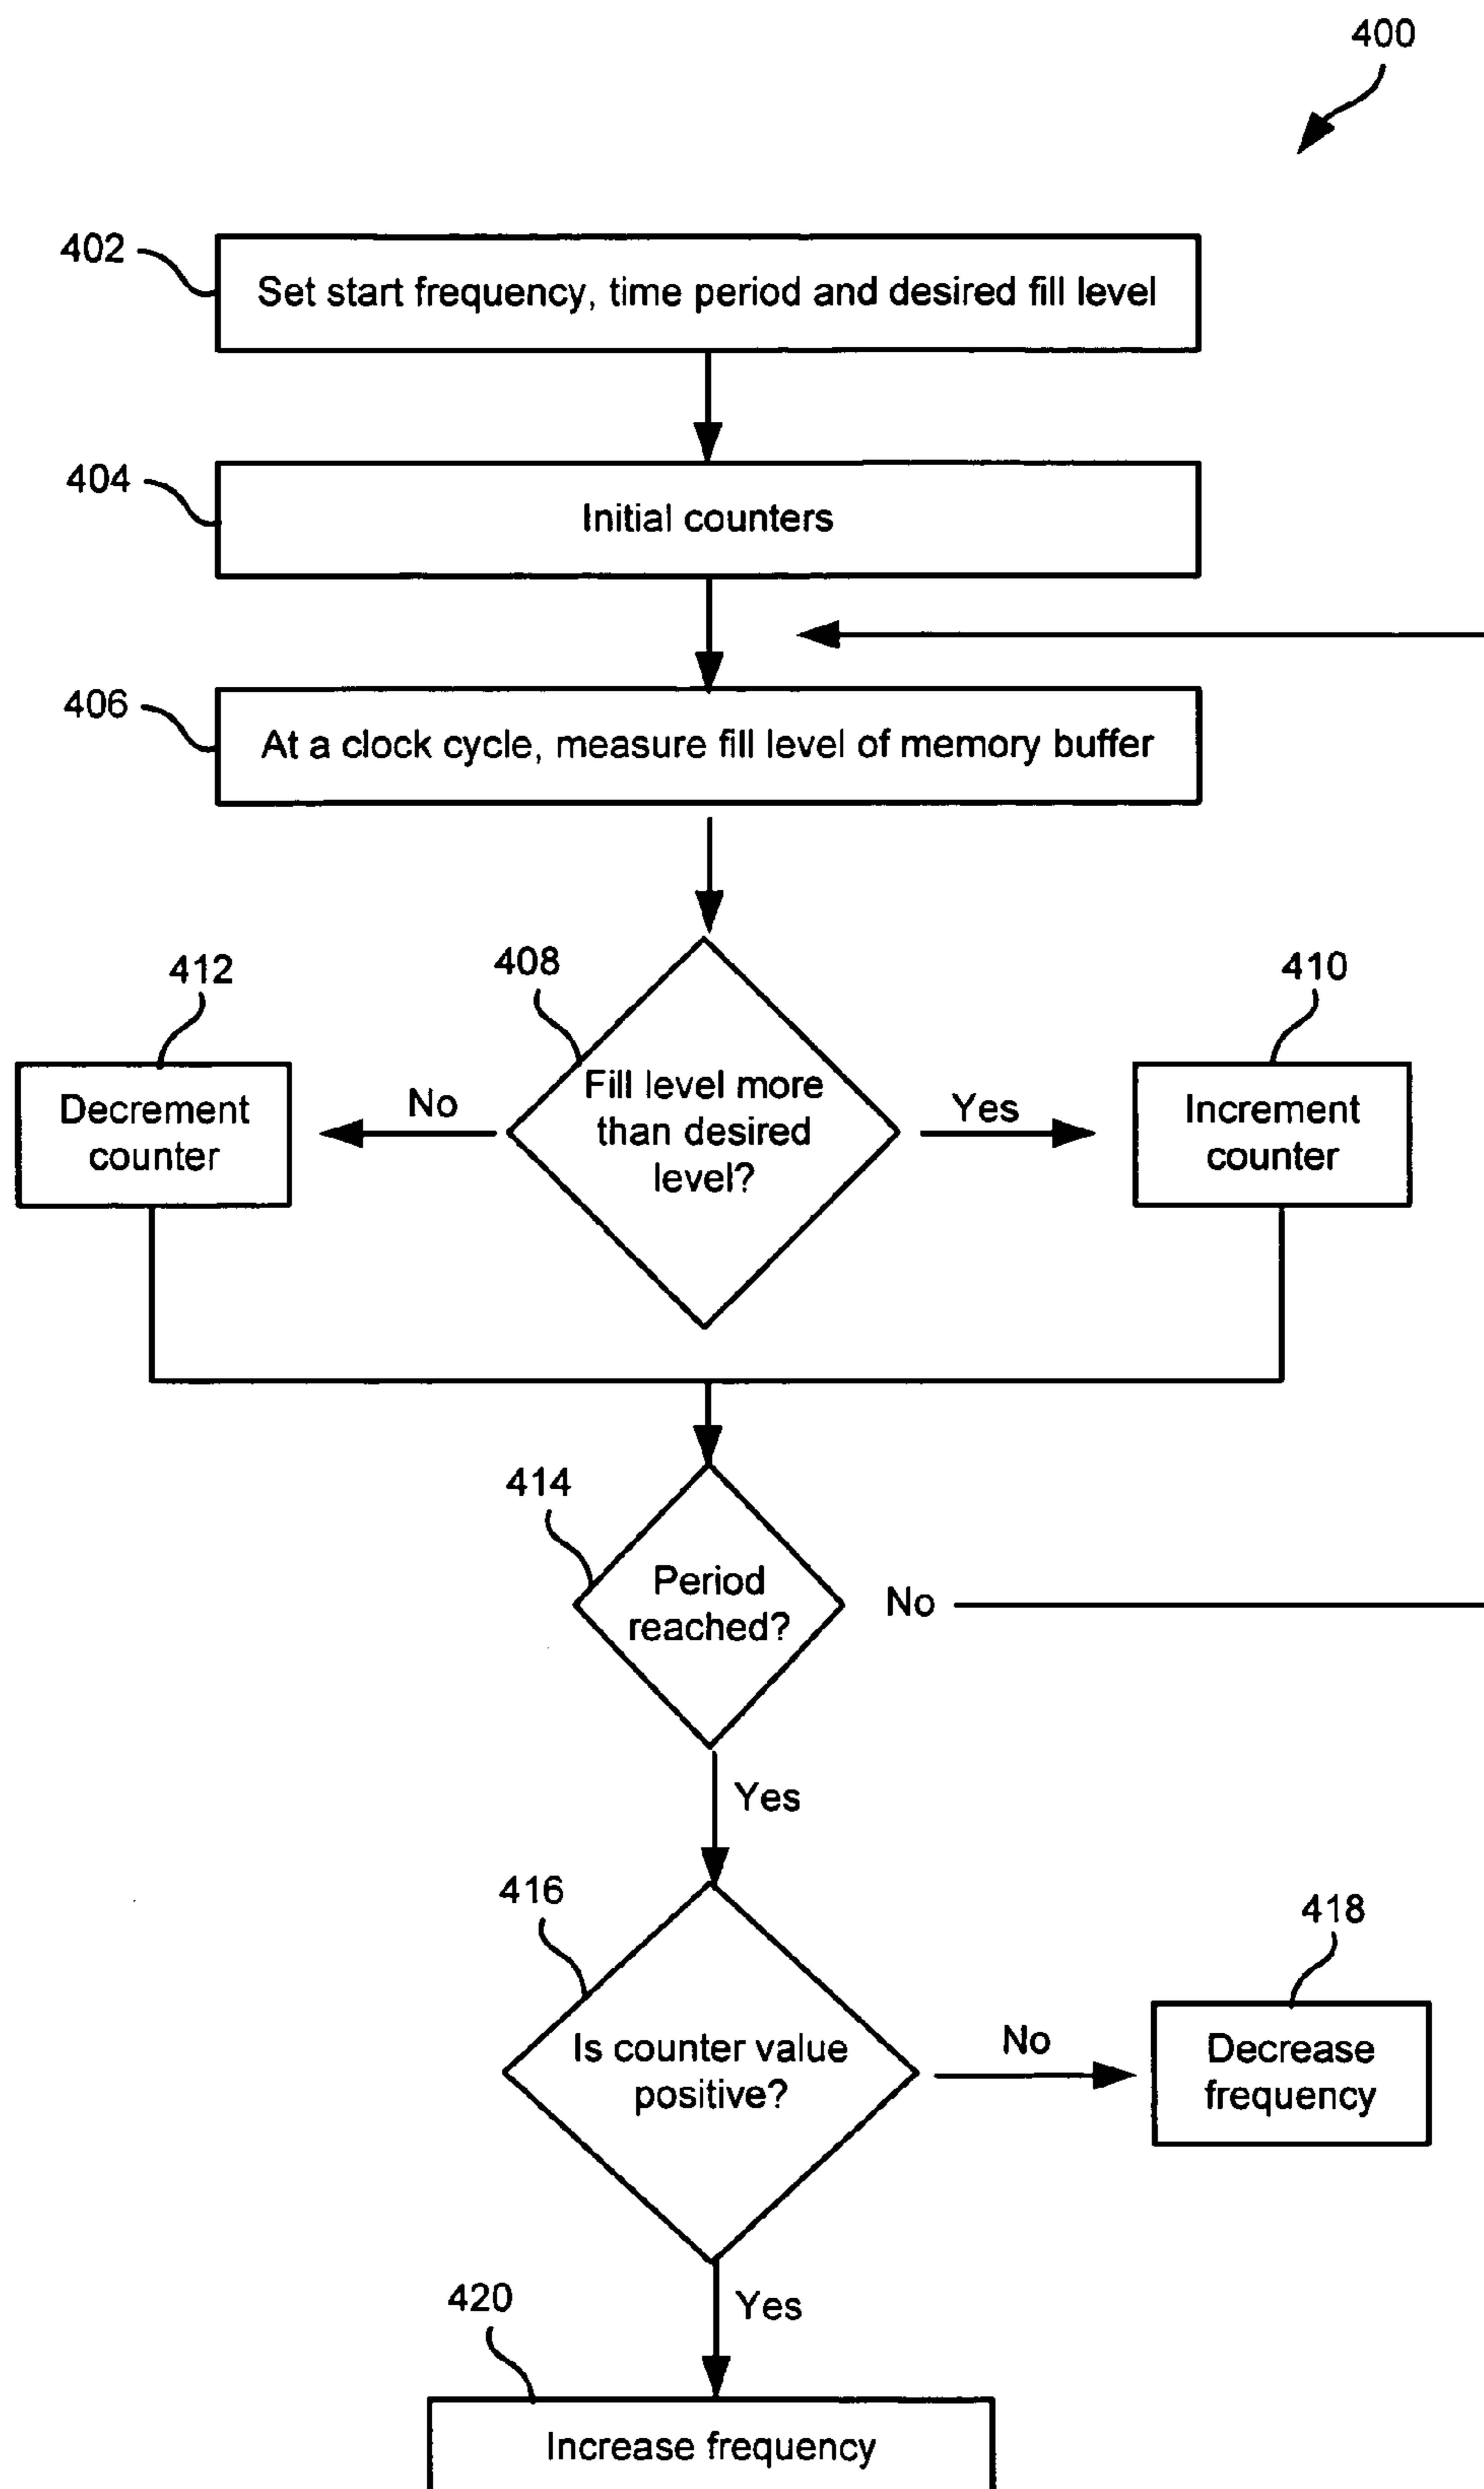 400
402
Set start frequency, time period and desired fill level
404
Initial counters
406
At a clock cycle, measure fill level of memory buffer
412
408
410
Decrement
counter
No
Fill level more
than desired
level?
Yes
Increment
counter
414
Period
reached?
No
Yes
416
418
Is counter value
positive?
No
Decrease
frequency
420
Yes
Increase frequency